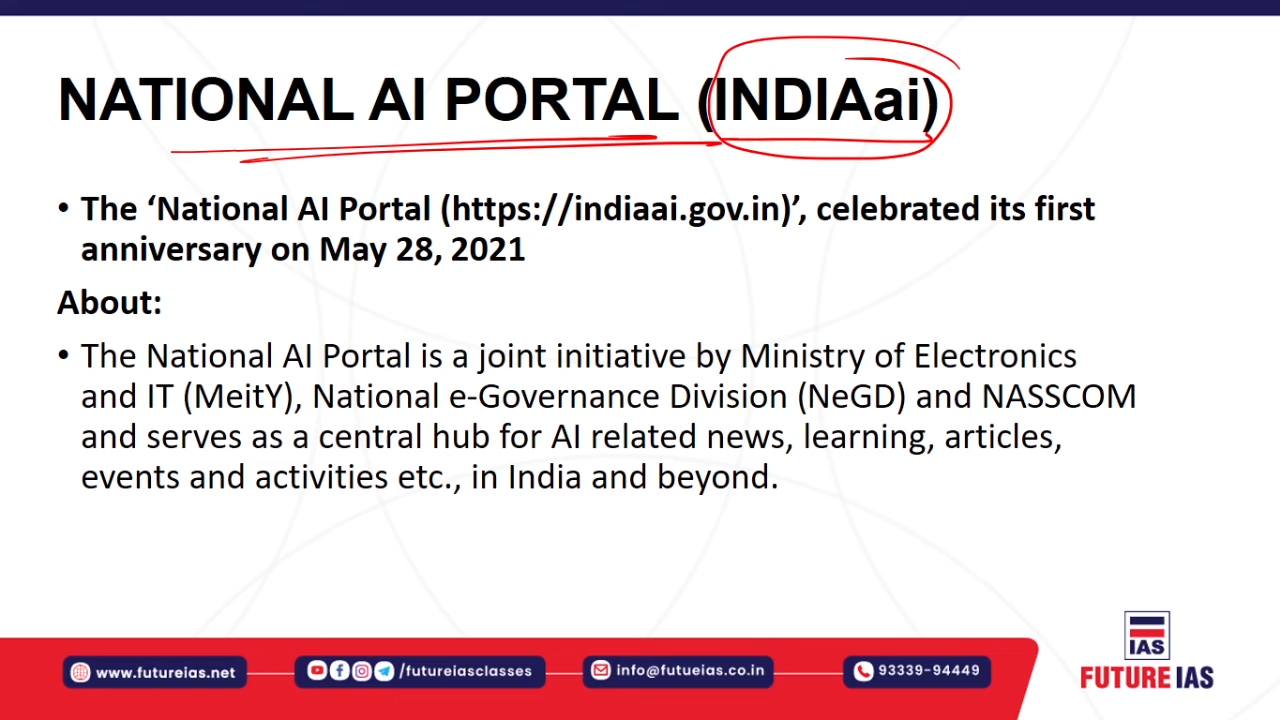 NATIONAL AI PORTAL (INDIAai)
• The ‘National AI Portal (https://indiaai.gov.in)’, celebrated its first
anniversary on May 28, 2021
About:
• The National AI Portal is a joint initiative by Ministry of Electronics
and IT (MeitY), National e-Governance Division (NeGD) and NASSCOM
and serves as a central hub for AI related news, learning, articles,
events and activities etc., in India and beyond.
IAS
FUTURE IAS
www.futureias.net
/futureiasclasses
info@futueias.co.in
93339-94449